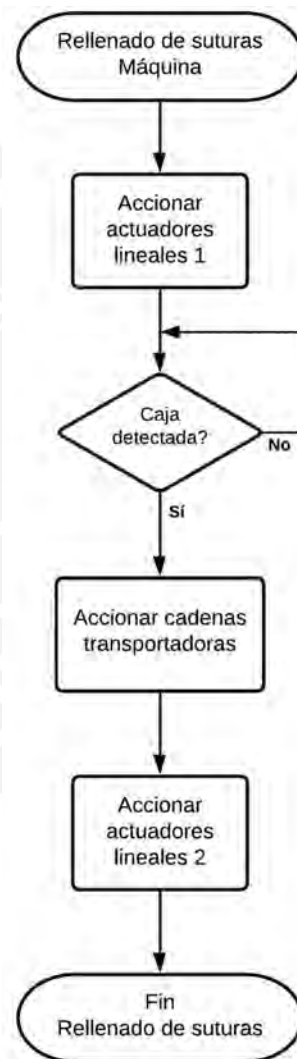 Rellenado de suturas
Máquina
Accionar
actuadores
lineales 1
Caja
detectada?
No
Sí
Accionar cadenas
transportadoras
Accionar
actuadores
lineales 2
Fin
Rellenado de suturas